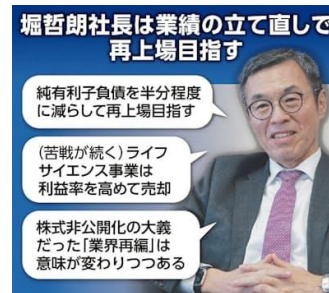 堀哲朗社長は業績の立て直しで
再上場目指す
純有利子負債を半分程度
に減らして再上場目指す
(苦戦が続く)ライフ
サイエンス事業は
利益率を高めて売却
株式非公開化の大義
だった「業界再編」は
意味が変わりつつある